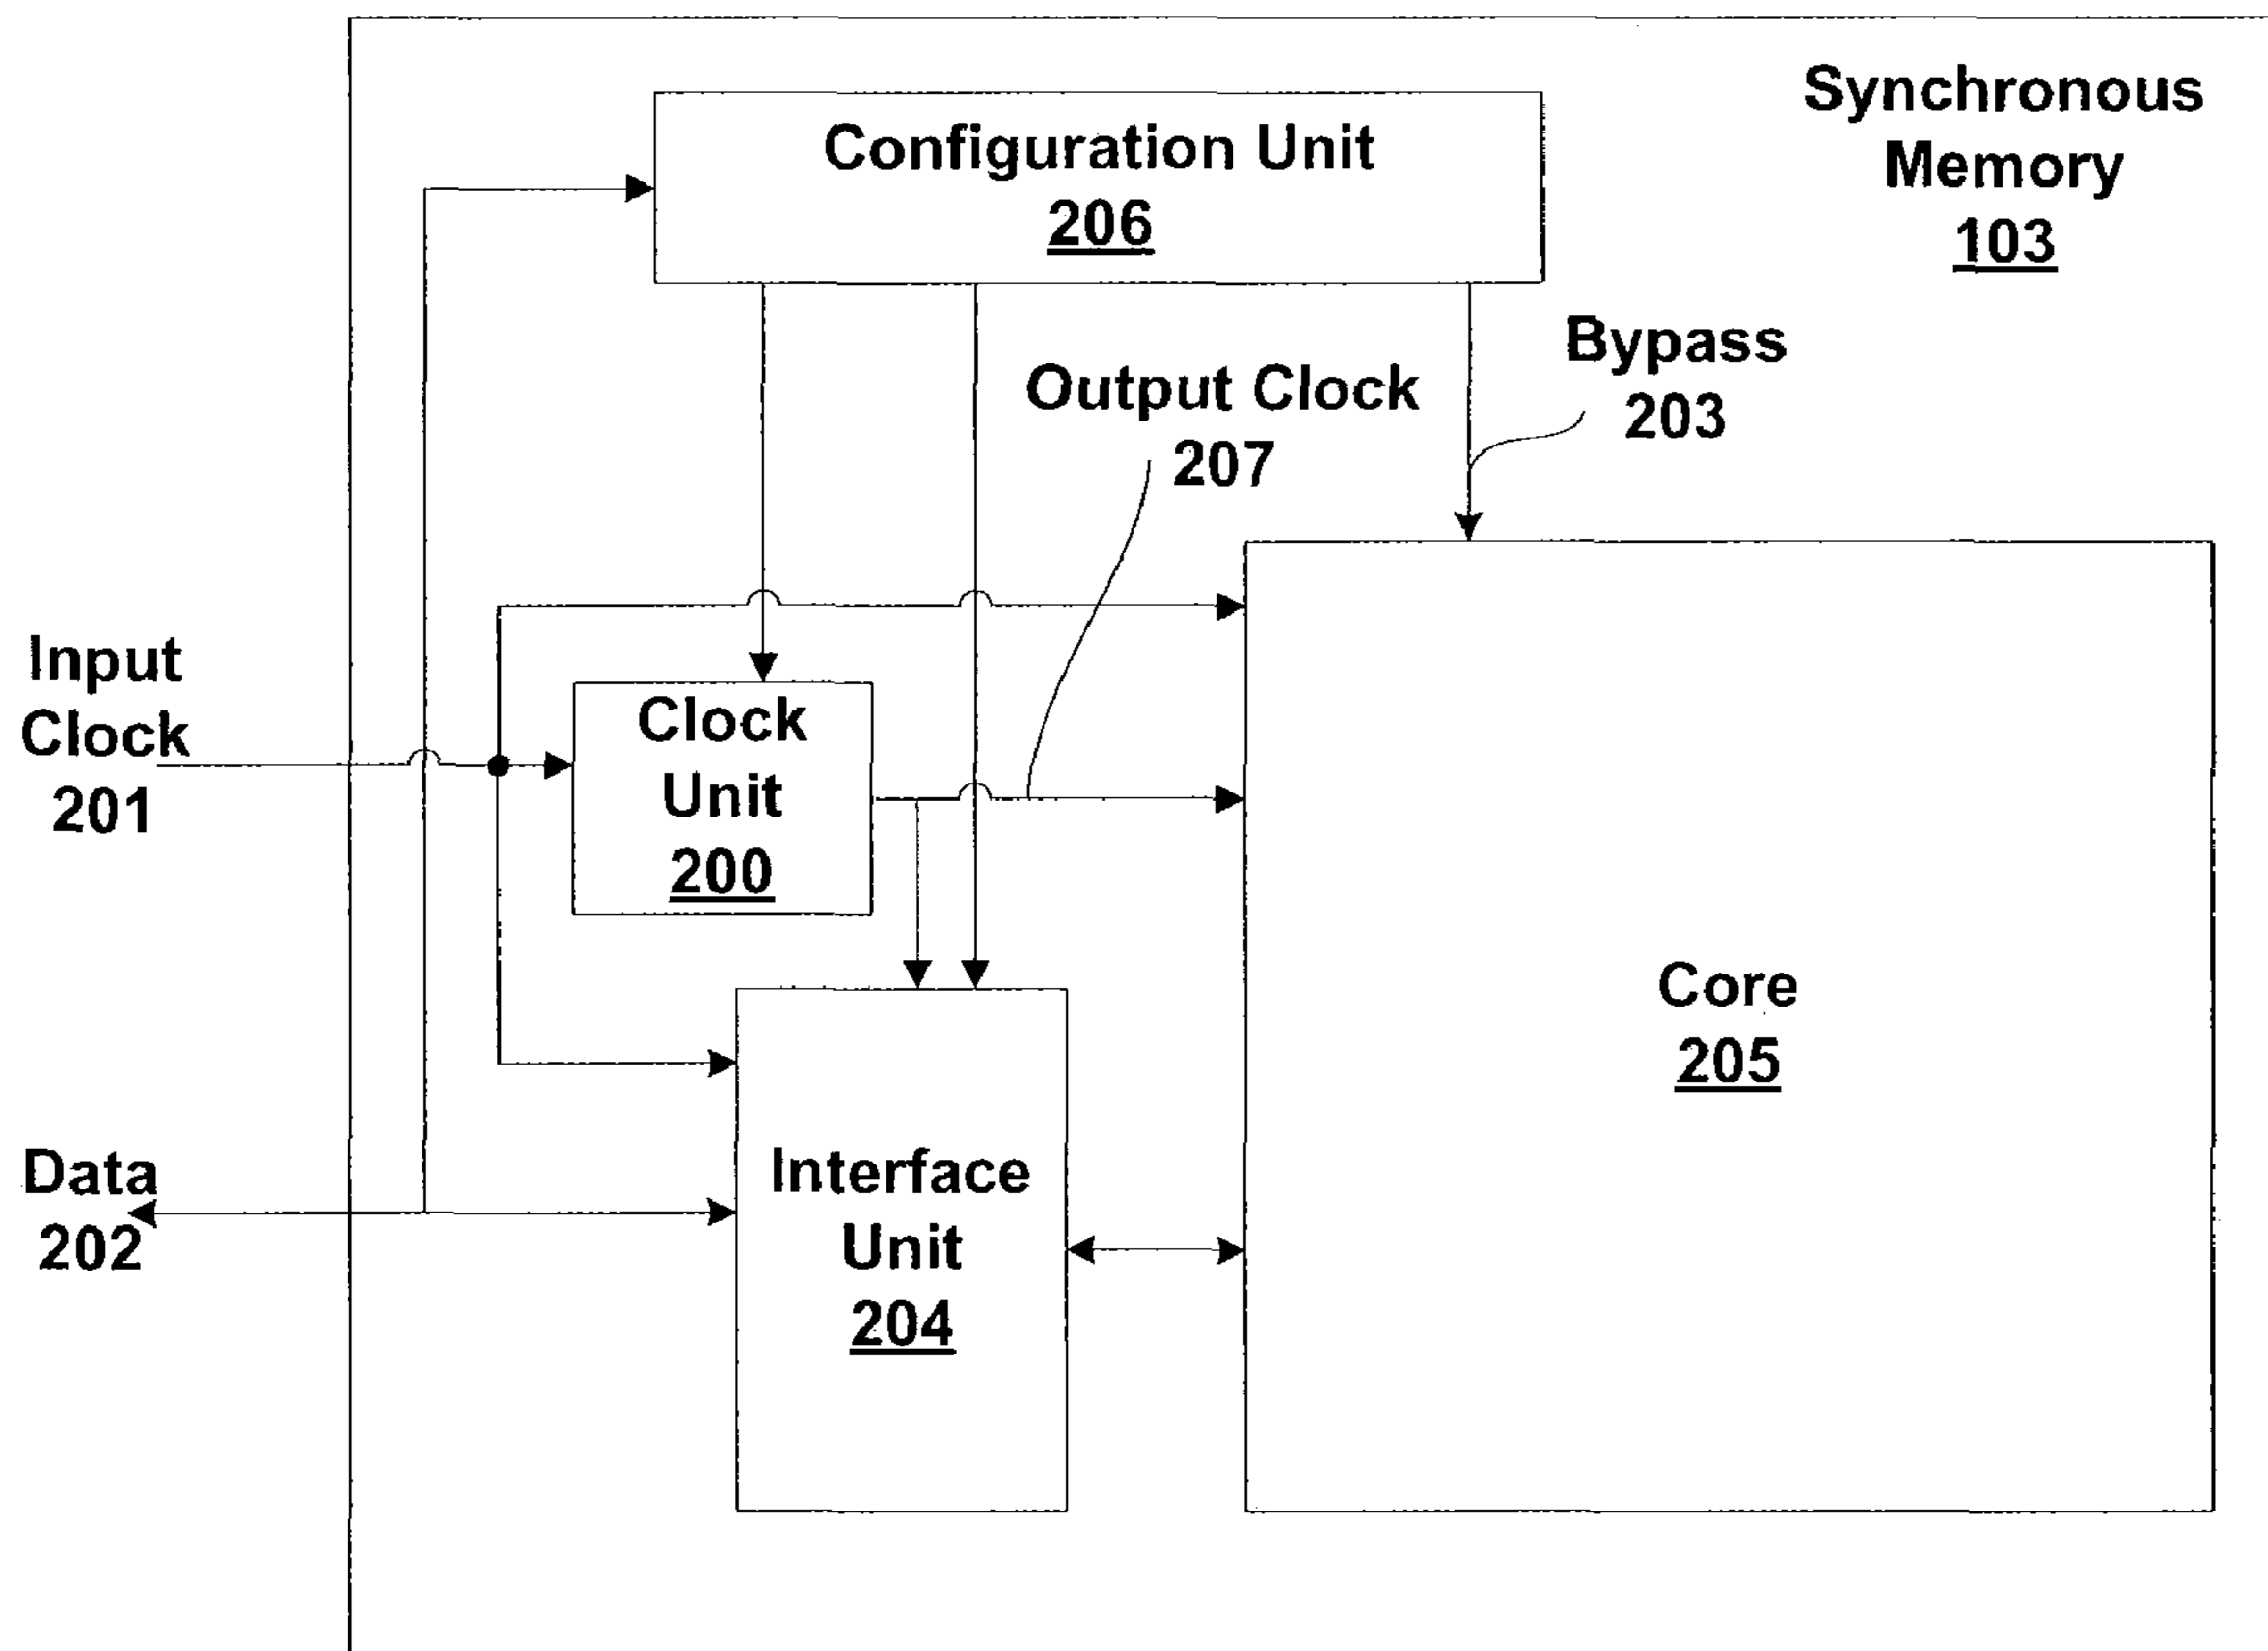 Synchronous
Memory
103
Configuration Unit
206
Bypass
203
Output Clock
207
Input
Clock
201
Clock
Unit
200
Core
205
Data
202
Interface
Unit
204